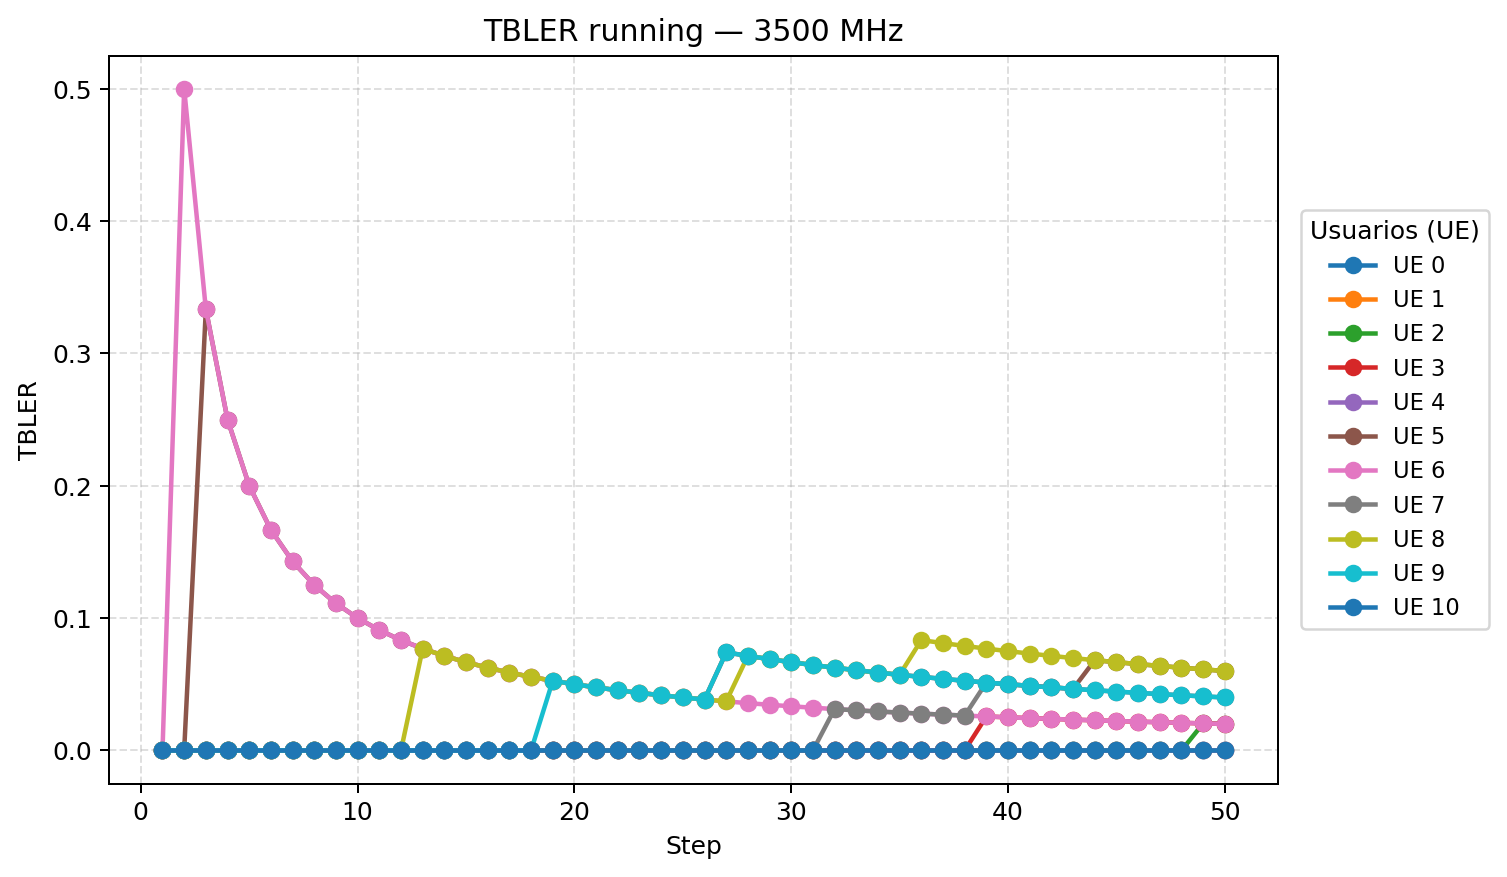 TBLER running — 3500 MHz
TBLER
0.5
0.4
0.3
0.2
0.1
0.0
0 10 20 30 40 50
Step
Usuarios (UE)
UE 0
UE 1
UE 2
UE 3
UE 4
UE 5
UE 6
UE 7
UE 8
UE 9
UE 10